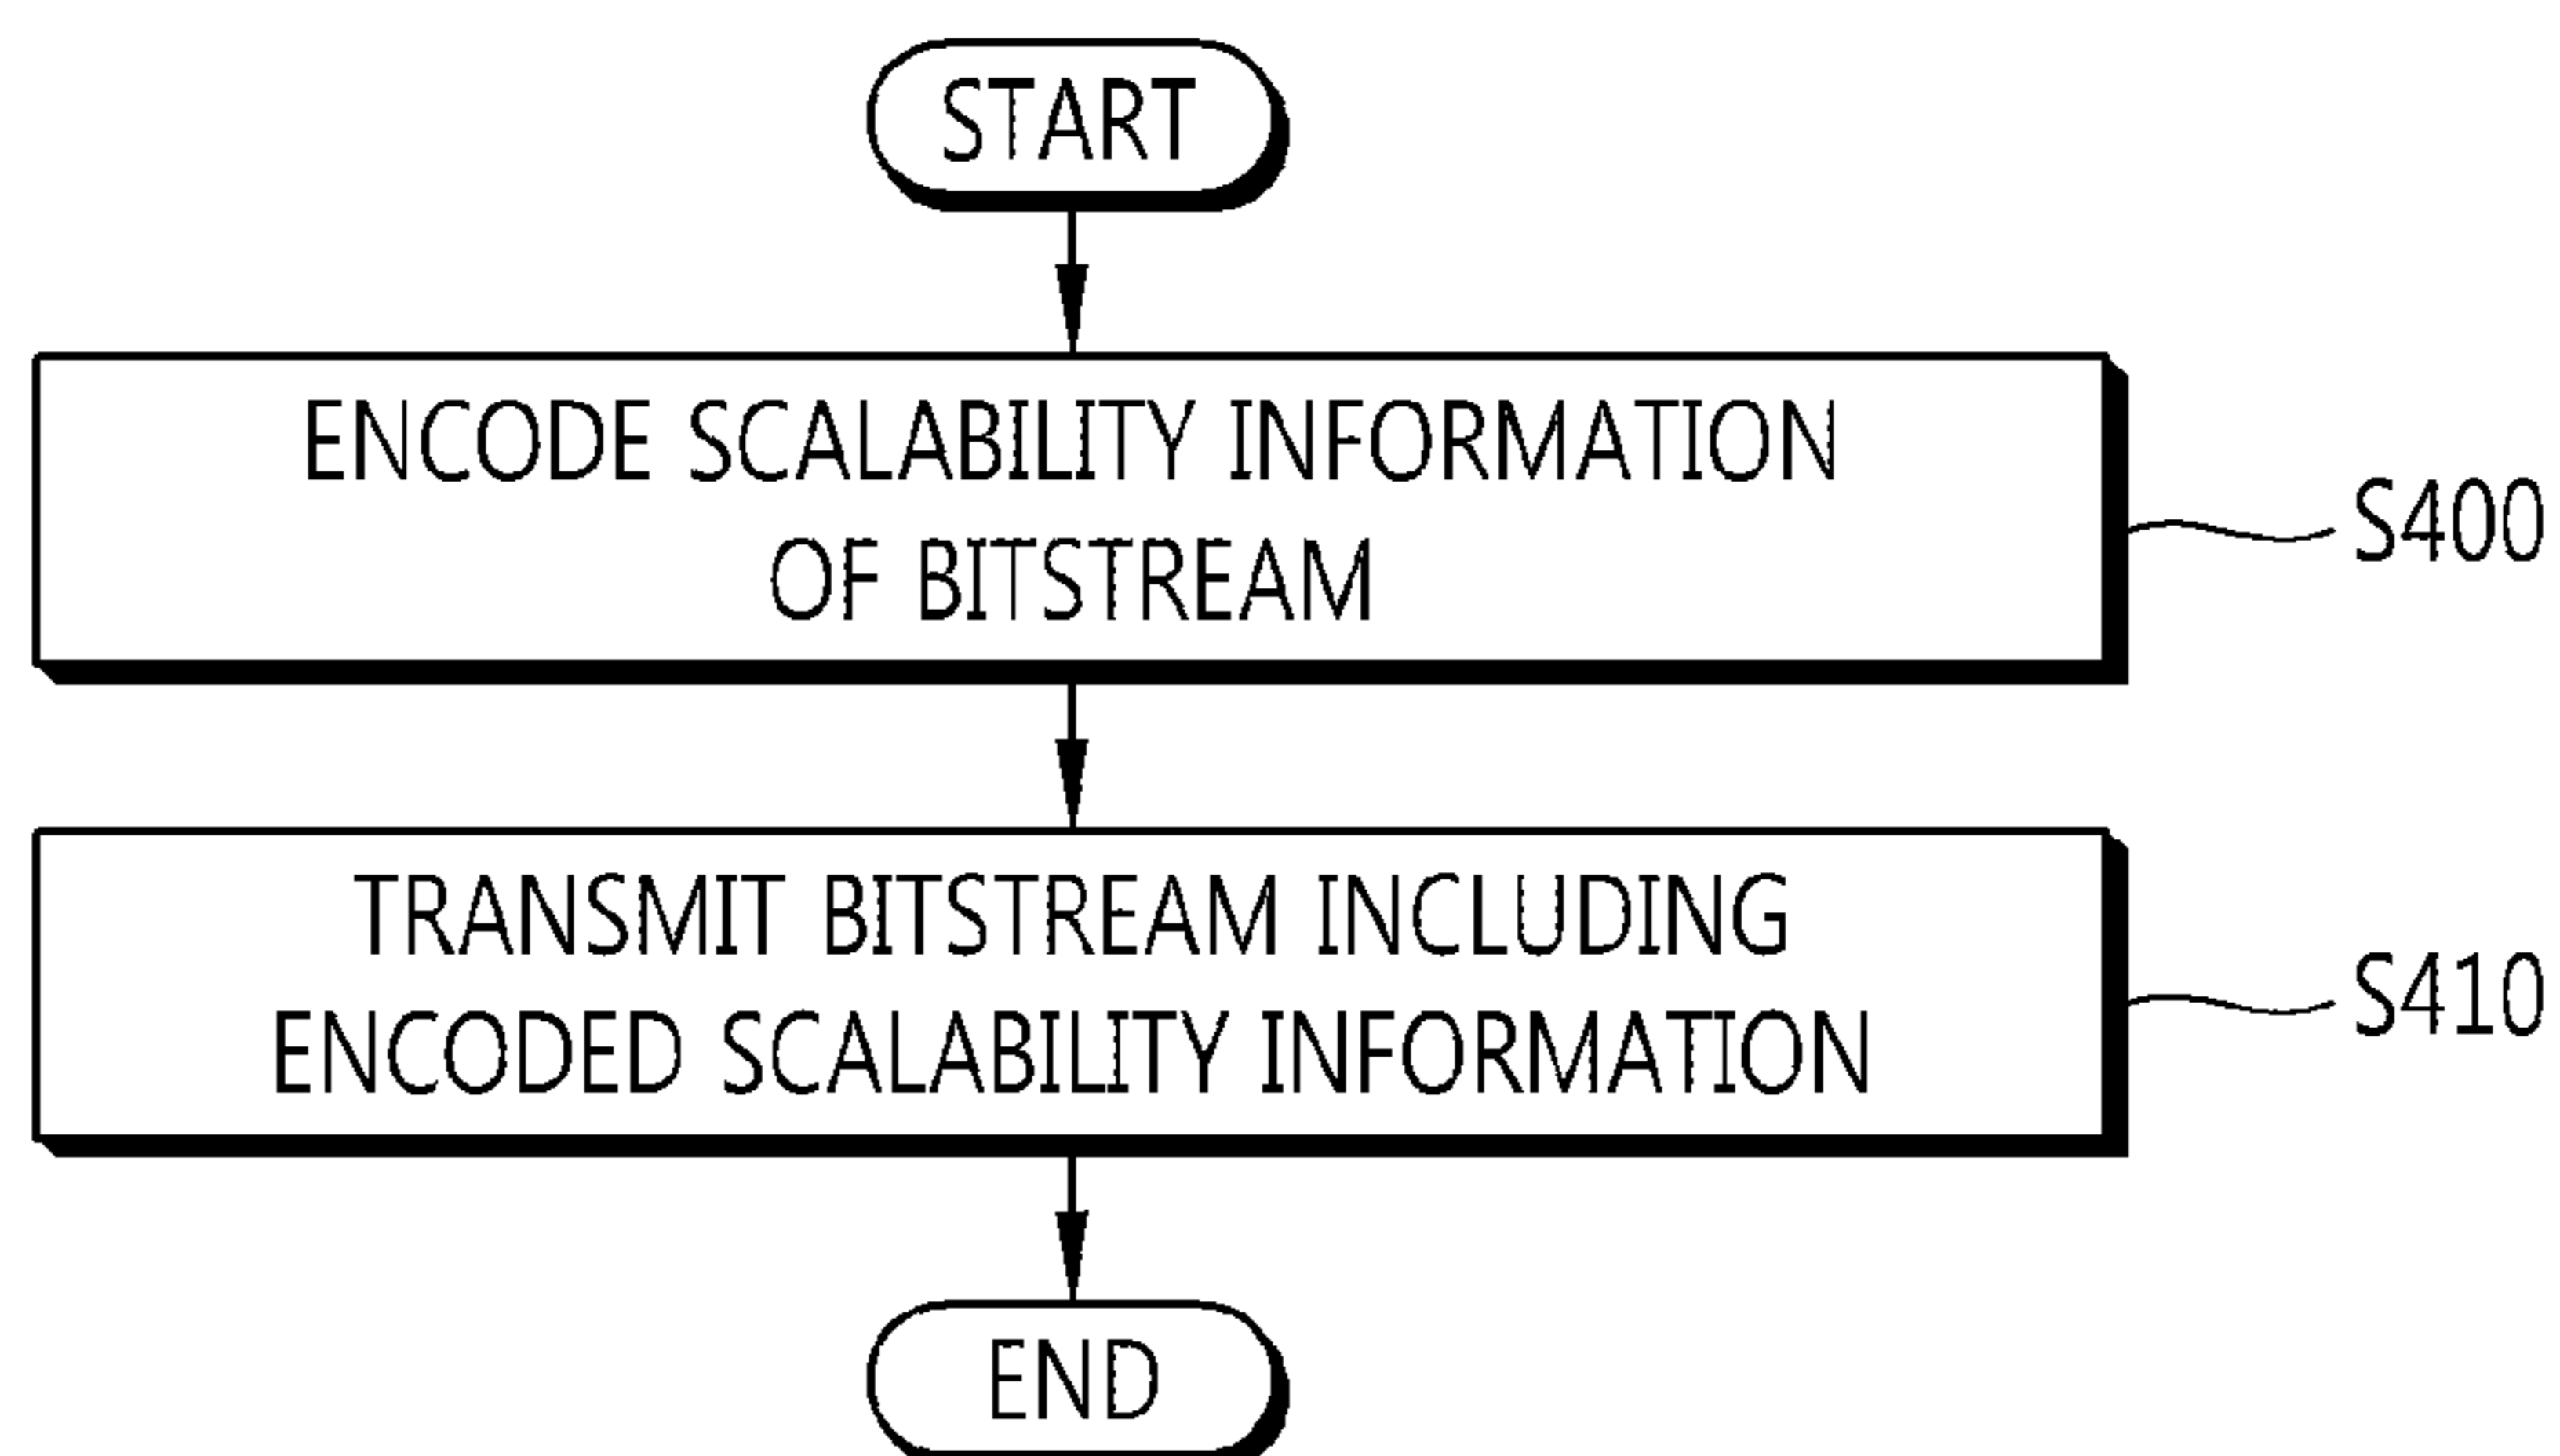 START
ENCODE SCALABILITY INFORMATION
OF BITSTREAM
S400
TRANSMIT BITSTREAM INCLUDING
ENCODED SCALABILITY INFORMATION
S410
END